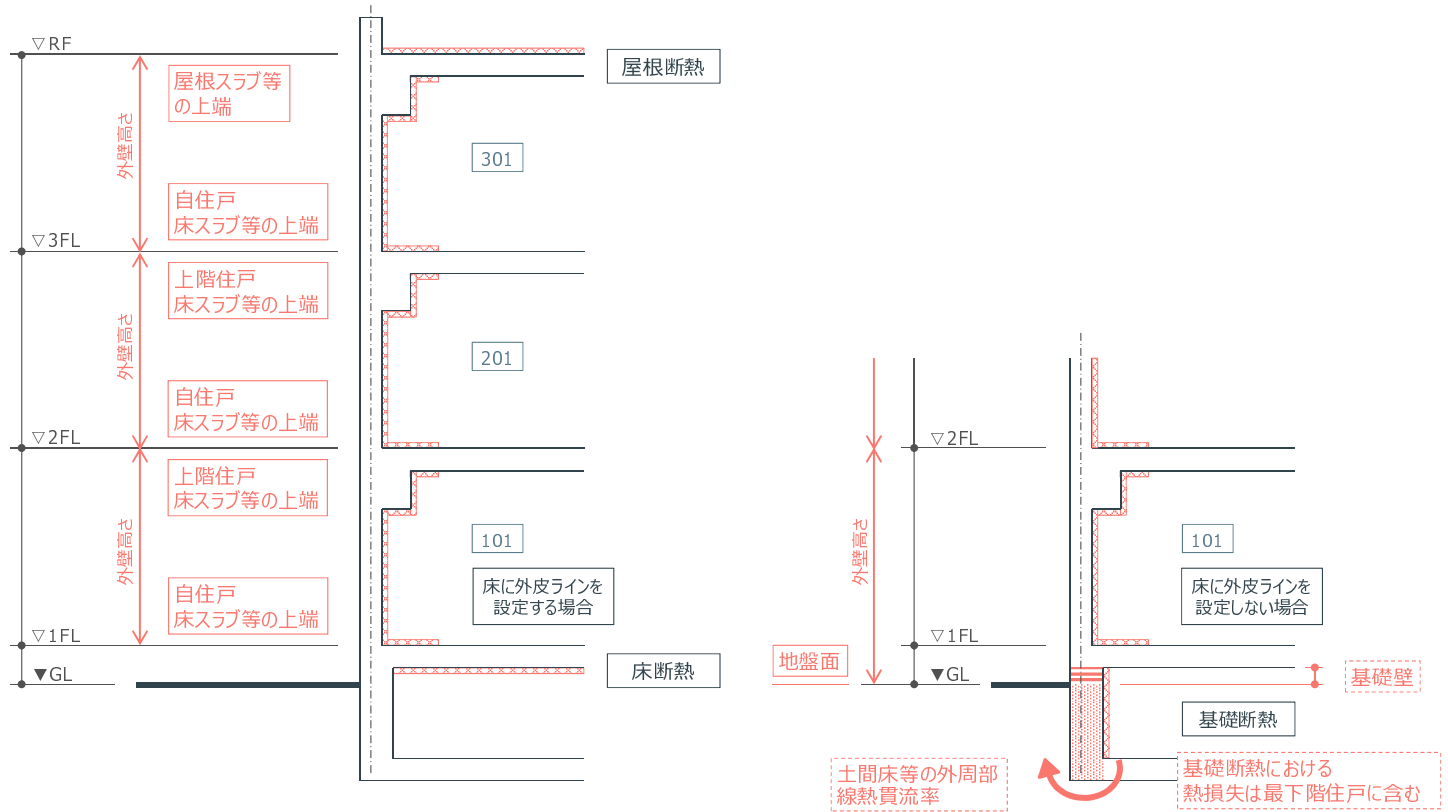 ▽RF
屋根スラブ等
の上端
外壁高さ
自住戸
床スラブ等の上端
屋根断熱
301
▽3FL
上階住戸
床スラブ等の上端
外壁高さ
自住戸
床スラブ等の上端
201
▽2FL
上階住戸
床スラブ等の上端
外壁高さ
自住戸
床スラブ等の上端
101
床に外皮ラインを
設定する場合
▽1FL
▼GL
床断熱
▽2FL
外壁高さ
101
床に外皮ラインを
設定しない場合
▽1FL
地盤面
▼GL
基礎壁
基礎断熱
土間床等の外周部
線熱貫流率
基礎断熱における
熱損失は最下階住戸に含む